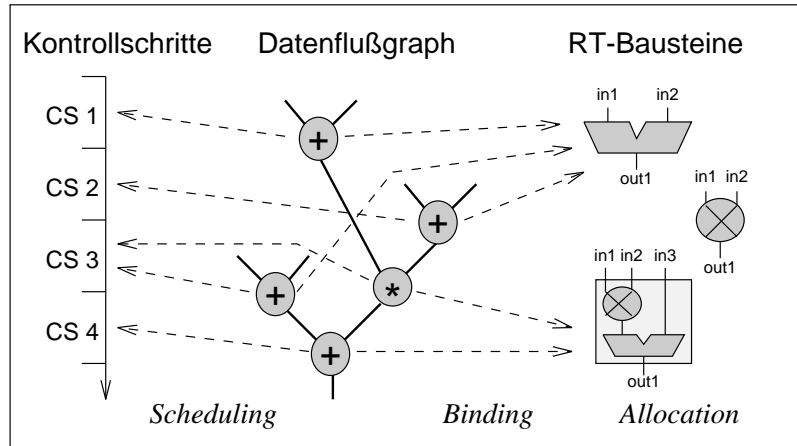 Kontrollschritte Datenflußgraph RT-Bausteine
in1 in2
CS 1
+
out1
in1 in2
CS 2
+
out1
CS 3
in1 in2 in3
+ *
CS 4
+
out1
Scheduling Binding Allocation